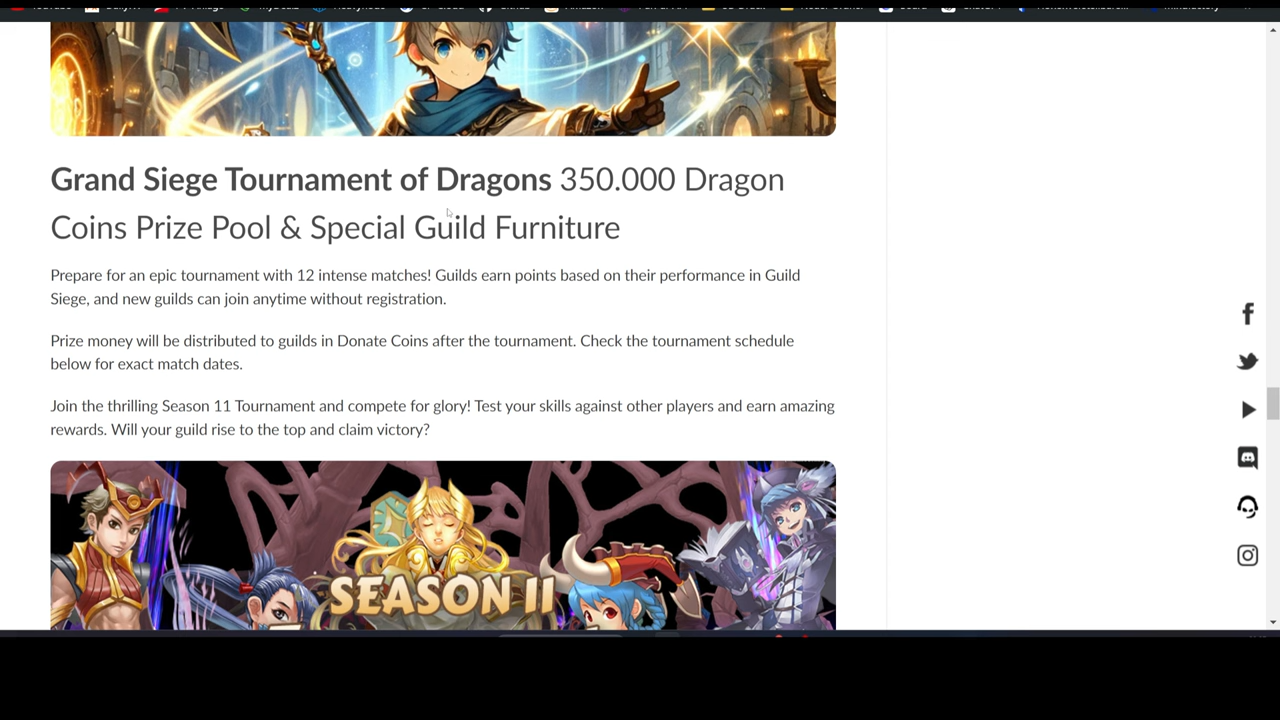 Grand Siege Tournament of Dragons 350.000 Dragon
Coins Prize Pool & Special Guild Furniture
Prepare for an epic tournament with 12 intense matches! Guilds earn points based on their performance in Guild
Siege, and new guilds can join anytime without registration.
Prize money will be distributed to guilds in Donate Coins after the tournament. Check the tournament schedule
below for exact match dates.
Join the thrilling Season 11 Tournament and compete for glory! Test your skills against other players and earn amazing
rewards. Will your guild rise to the top and claim victory?
SEASON 11